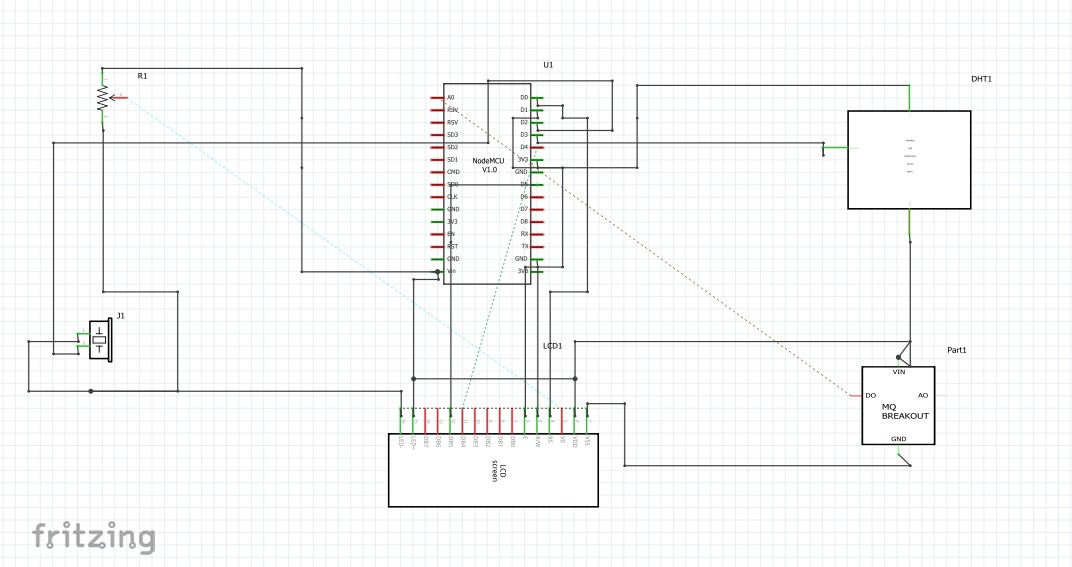 U1
R1
DHT1
A0
RSV
RSV
SD3
SD2
SD1
CMD
SD0
CLK
GND
3V3
EN
RST
GND
Vin
NodeMCU
V1.0
D0
D1
D2
D3
D4
3V3
GND
D5
D6
D7
D8
RX
TX
GND
3V3
J1
LCD1
Part1
VIN
DO
AO
MQ
BREAKOUT
GND
LED-
LED+
DB7
DB6
DB5
DB4
DB3
DB2
DB1
DB0
E
R/W
RS
V0
VDD
VSS
LCD
screen
fritzing